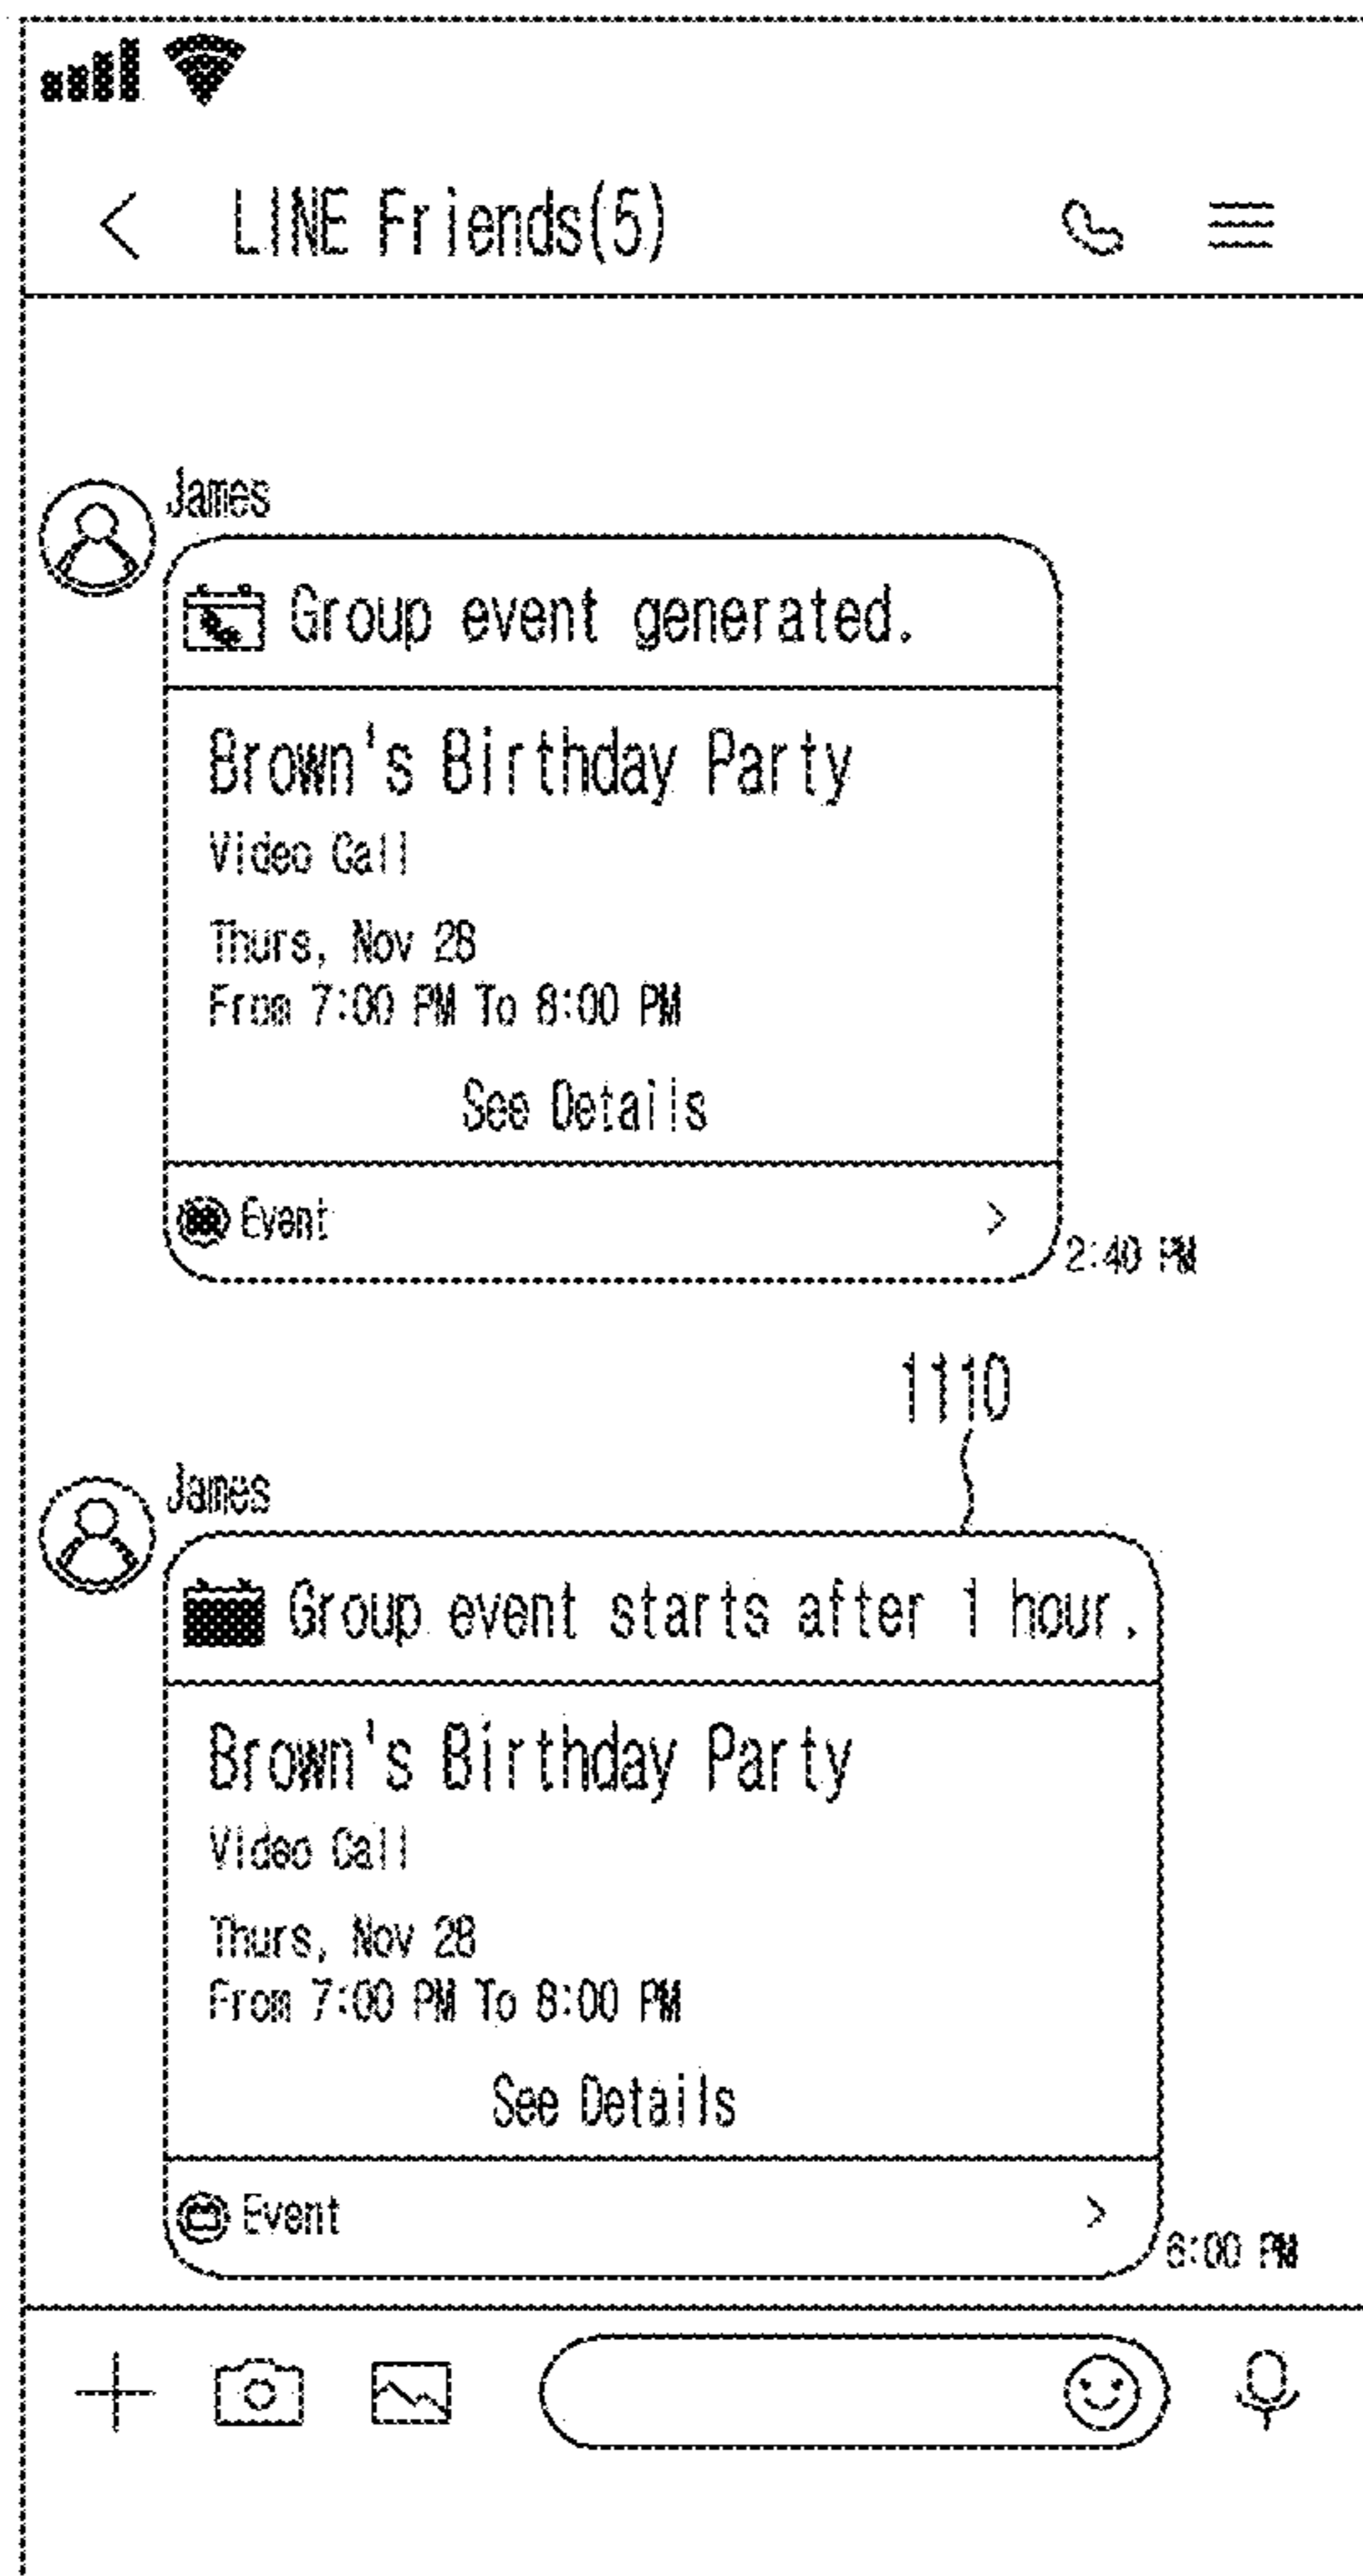 LINE Friends(5)
James
Group event generated.
Brown's Birthday Party
Video Call
Thurs, Nov 28
From 7:00 PM To 8:00 PM
See Details
Event
2:40 PM
1110
James
Group event starts after 1 hour.
Brown's Birthday Party
Video Call
Thurs, Nov 28
From 7:00 PM To 8:00 PM
See Details
Event
6:00 PM